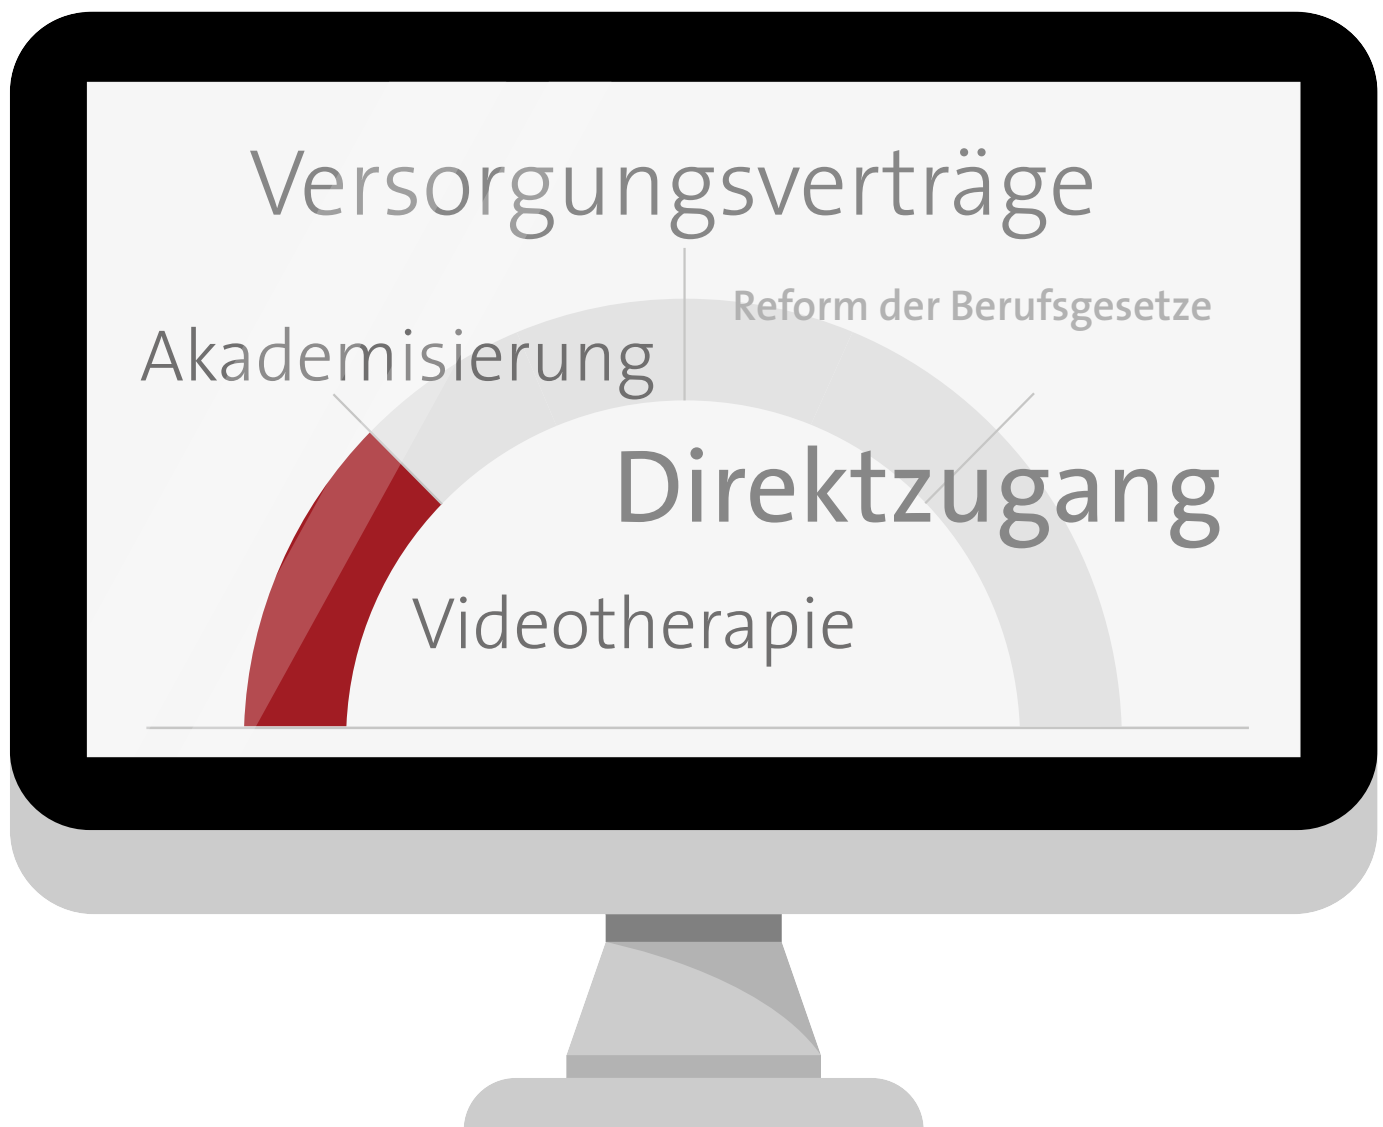 Versorgungsverträge
Reform der Berufsgesetze
Akademisierung
Direktzugang
Videotherapie